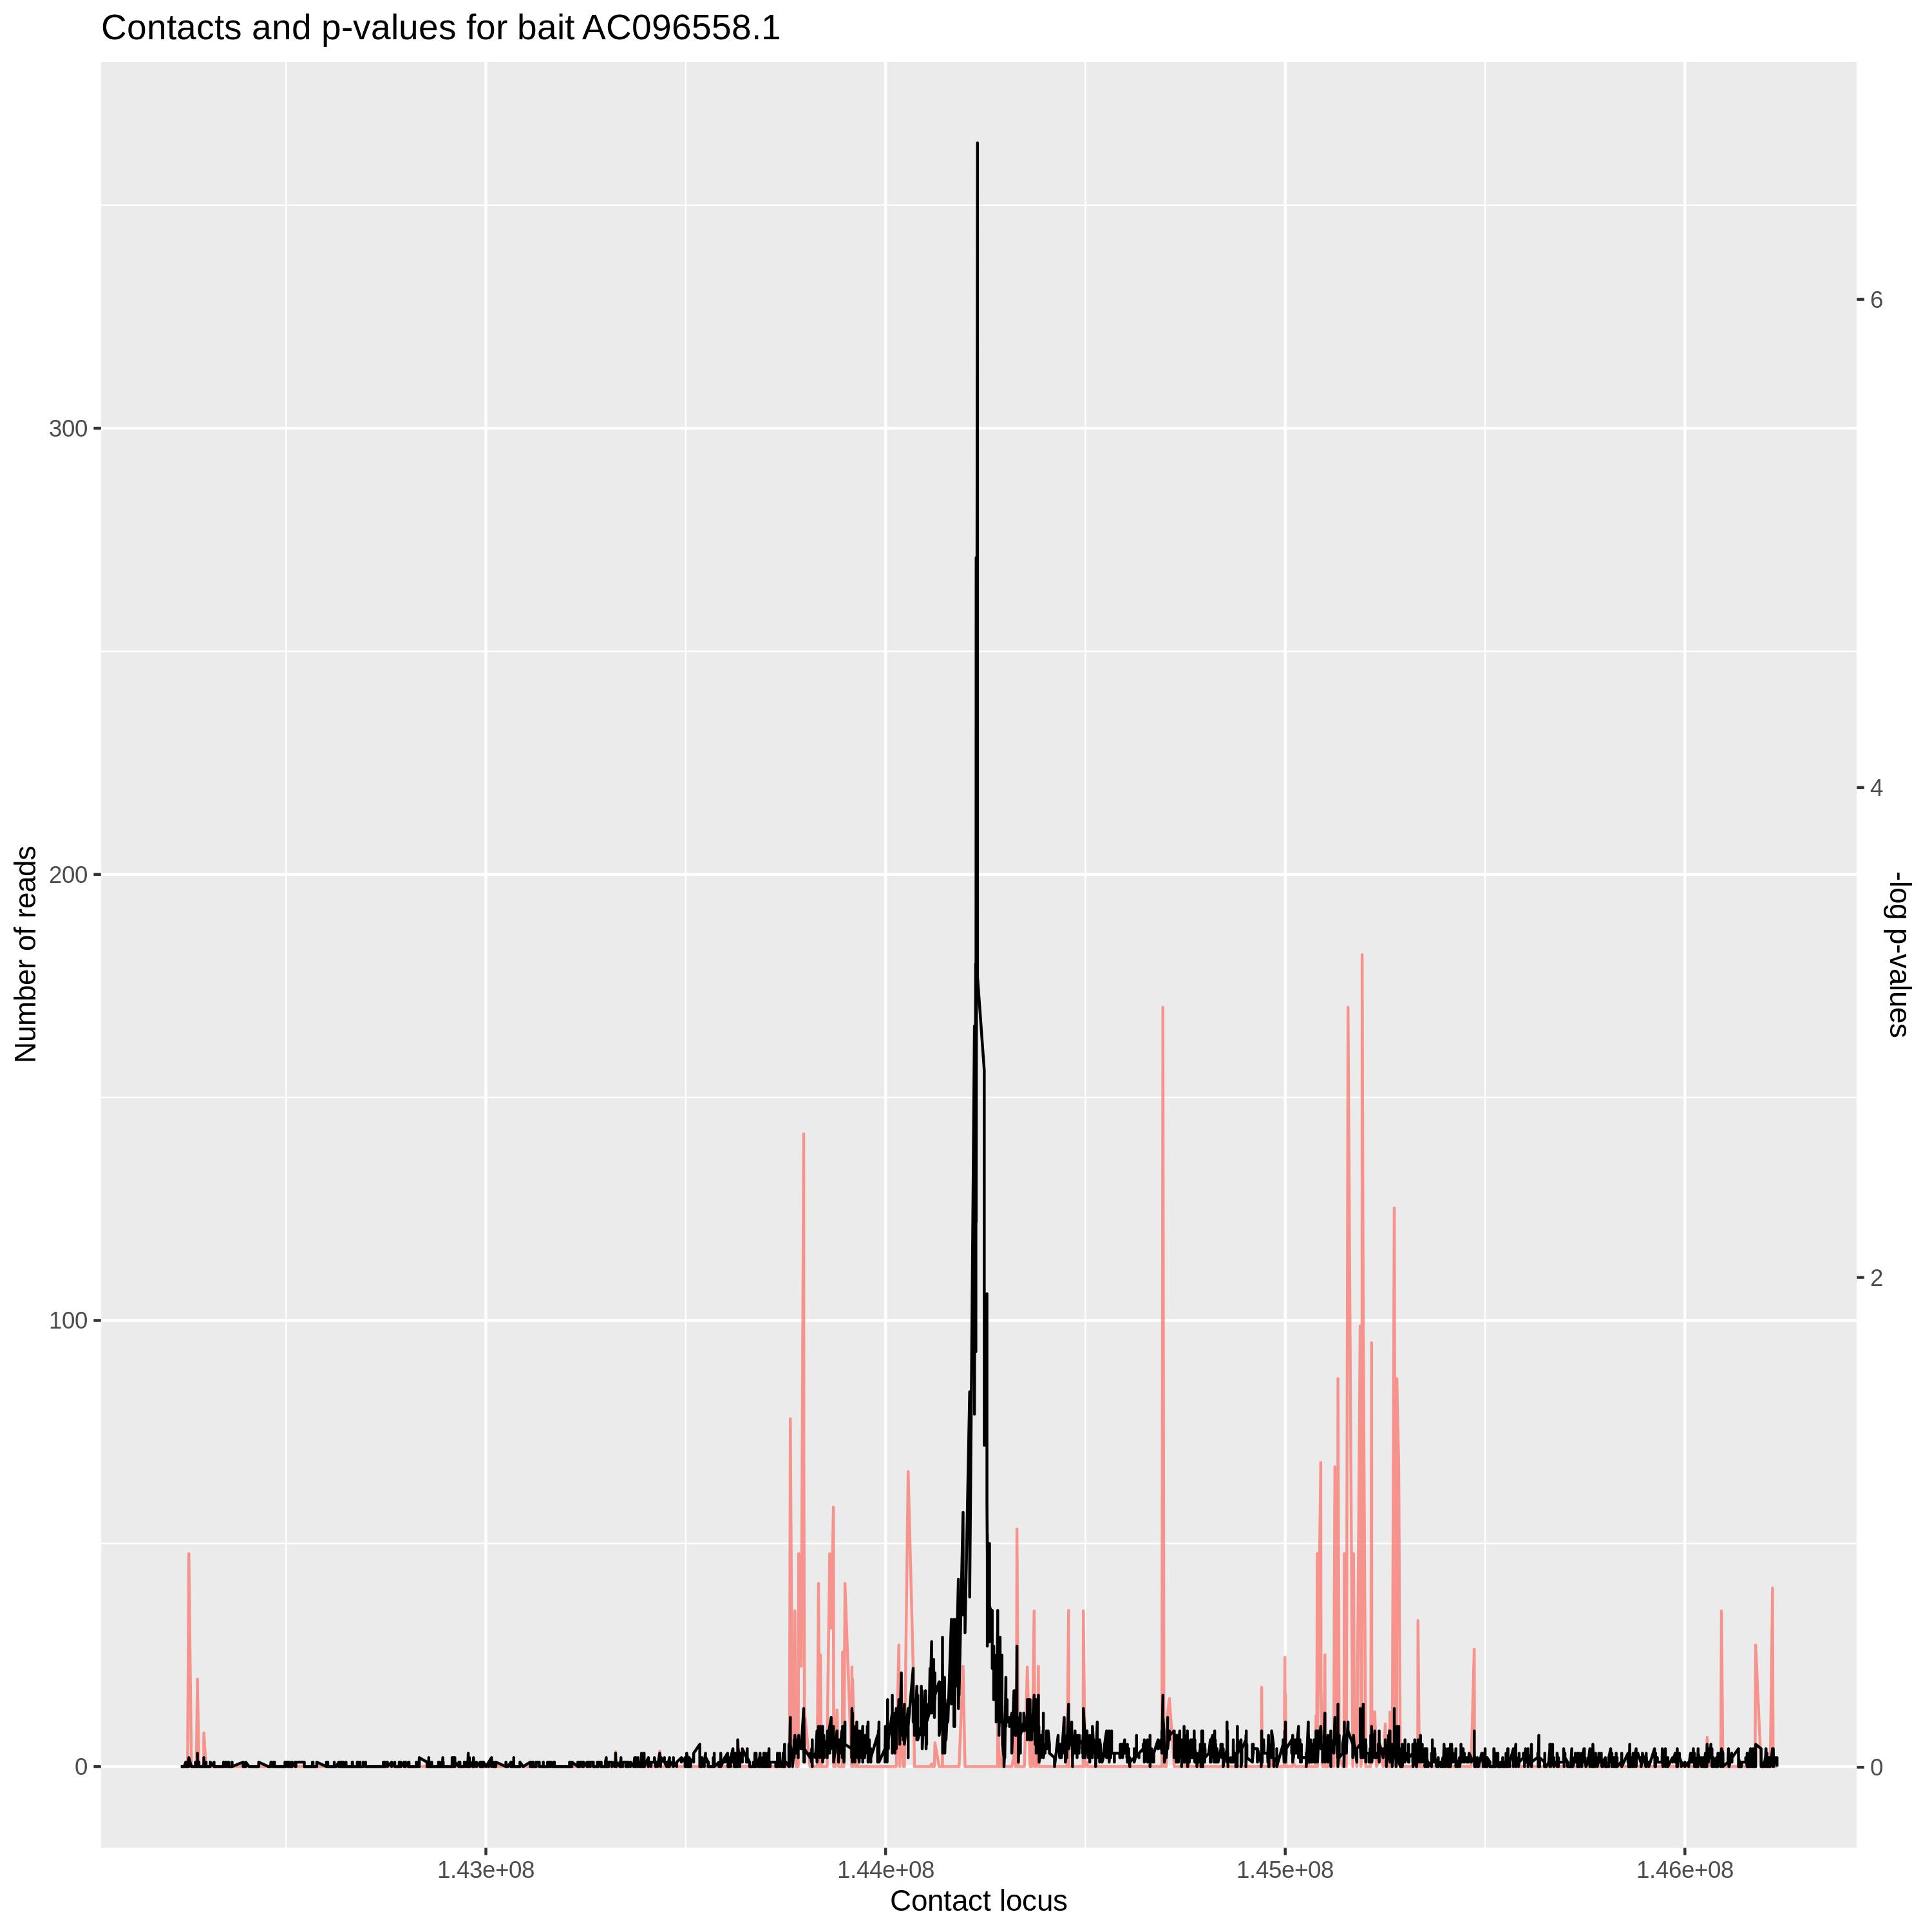 Contacts and p-values for bait AC096558.1
300
200
100
0
Number of reads
6
4
2
0
-log p-values
1.43e+08
1.44e+08
1.45e+08
1.46e+08
Contact locus